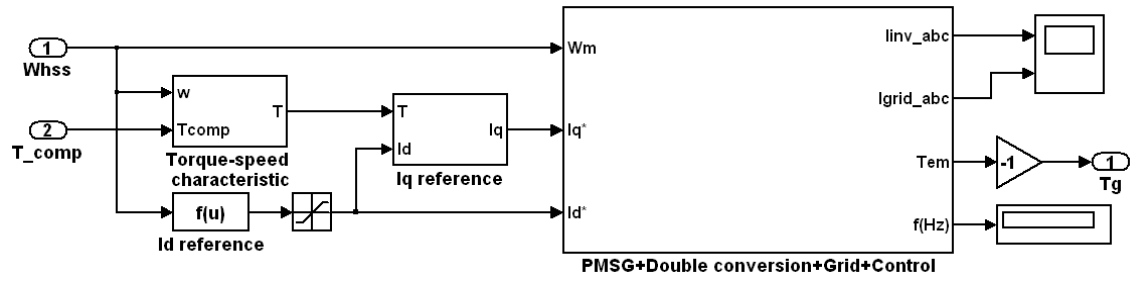 1
Whss
2
T_comp
w
Tcomp
T
Torque-speed
characteristic
f(u)
Id reference
T
Id
Iq
Iq reference
Wm
Iq*
Id*
Iinv_abc
Igrid_abc
Tem
f(Hz)
PMSG+Double conversion+Grid+Control
-1
1
Tg